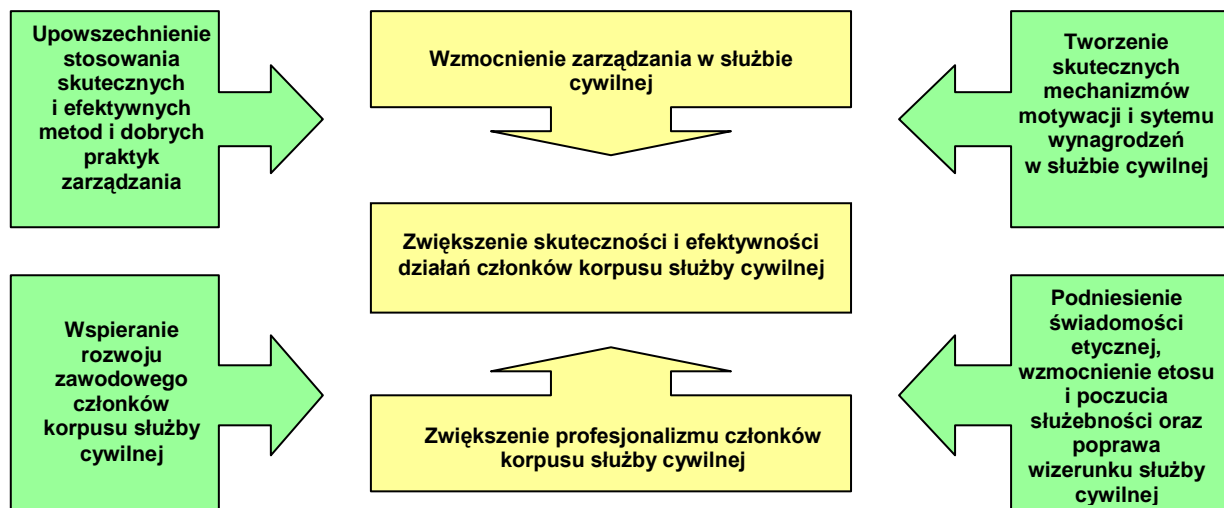 Upowszechnienie
stosowania
skutecznych
i efektywnych
metod i dobrych
praktyk
zarządzania
Wzmocnienie zarządzania w służbie
cywilnej
Tworzenie
skutecznych
mechanizmów
motywacji i sytemu
wynagrodzeń
w służbie cywilnej
Zwiększenie skuteczności i efektywności
działań członków korpusu służby cywilnej
Wspieranie
rozwoju
zawodowego
członków
korpusu służby
cywilnej
Zwiększenie profesjonalizmu członków
korpusu służby cywilnej
Podniesienie
świadomości
etycznej,
wzmocnienie etosu
i poczucia
służebności oraz
poprawa
wizerunku służby
cywilnej